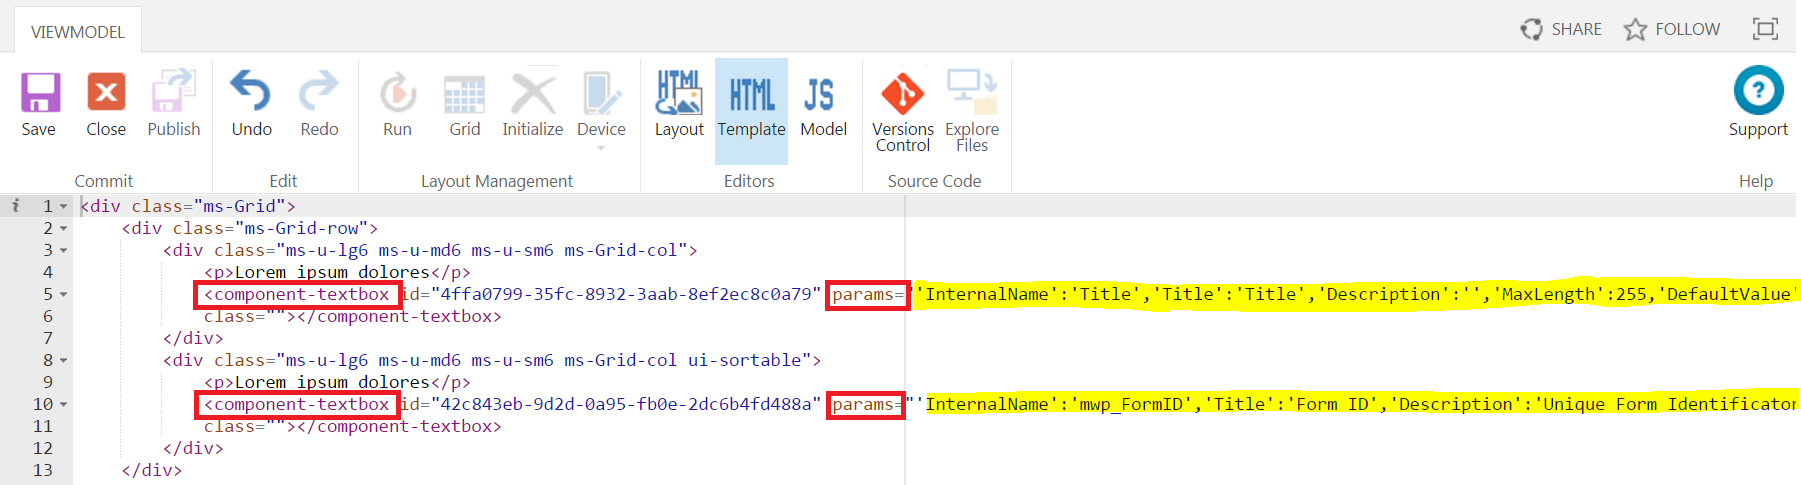 VIEWMODEL
SHARE FOLLOW
HTML HTML JS
Save Close Publish Undo Redo Run Grid Initialize Device Layout Template Model Versions Control Explore Files Support
Commit Edit Layout Management Editors Source Code Help
1 <div class="ms-Grid">
2 <div class="ms-Grid-row">
3 <div class="ms-u-lg6 ms-u-md6 ms-u-sm6 ms-Grid-col">
4 <p>Lorem ipsum dolores</p>
5 <component-textbox id="4ffa0799-35fc-8932-3aab-8ef2ec8c0a79" params="'InternalName':'Title','Title':'Title','Description':'','MaxLength':255,'DefaultValue'
6 class=""></component-textbox>
7 </div>
8 <div class="ms-u-lg6 ms-u-md6 ms-u-sm6 ms-Grid-col ui-sortable">
9 <p>Lorem ipsum dolores</p>
10 <component-textbox id="42c843eb-9d2d-0a95-fb0e-2dc6b4fd488a" params="'InternalName':'mwp_FormID','Title':'Form ID','Description':'Unique Form Identificator
11 class=""></component-textbox>
12 </div>
13 </div>